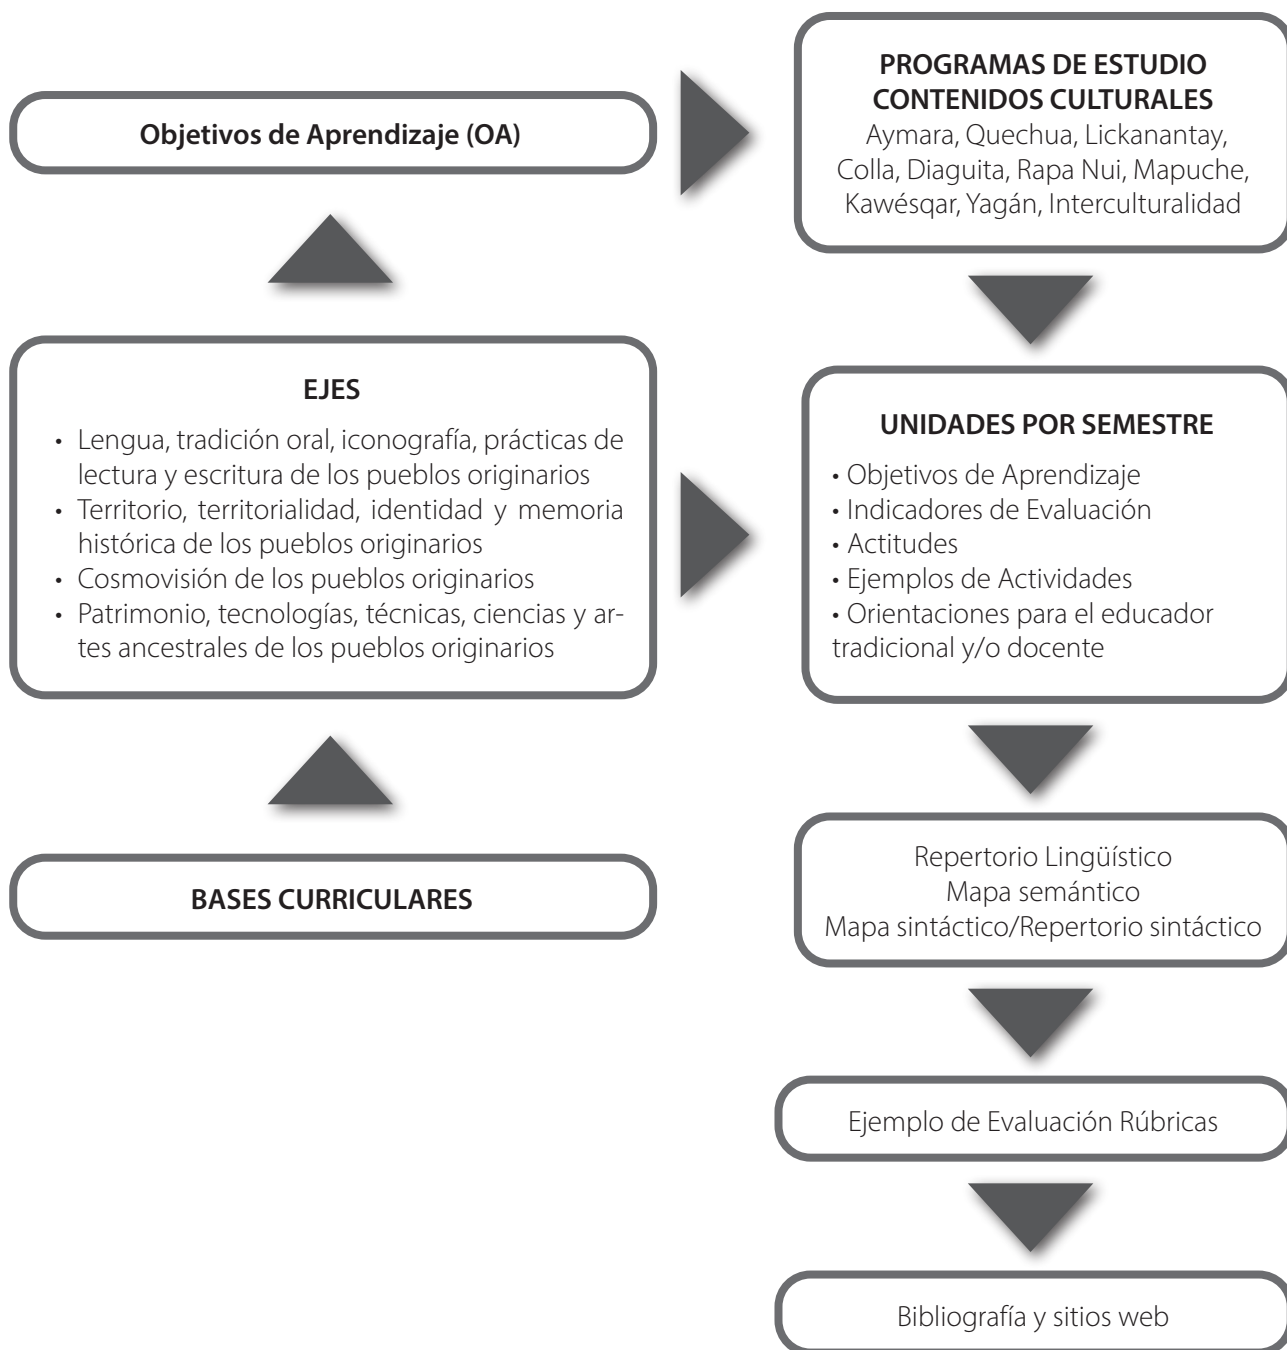 Objetivos de Aprendizaje (OA)
EJES
• Lengua, tradición oral, iconografía, prácticas de
lectura y escritura de los pueblos originarios
• Territorio, territorialidad, identidad y memoria
histórica de los pueblos originarios
• Cosmovisión de los pueblos originarios
• Patrimonio, tecnologías, técnicas, ciencias y ar-
tes ancestrales de los pueblos originarios
BASES CURRICULARES
PROGRAMAS DE ESTUDIO
CONTENIDOS CULTURALES
Aymara, Quechua, Lickanantay,
Colla, Diaguita, Rapa Nui, Mapuche,
Kawésqar, Yagán, Interculturalidad
UNIDADES POR SEMESTRE
• Objetivos de Aprendizaje
• Indicadores de Evaluación
• Actitudes
• Ejemplos de Actividades
• Orientaciones para el educador
tradicional y/o docente
Repertorio Lingüístico
Mapa semántico
Mapa sintáctico/Repertorio sintáctico
Ejemplo de Evaluación Rúbricas
Bibliografía y sitios web